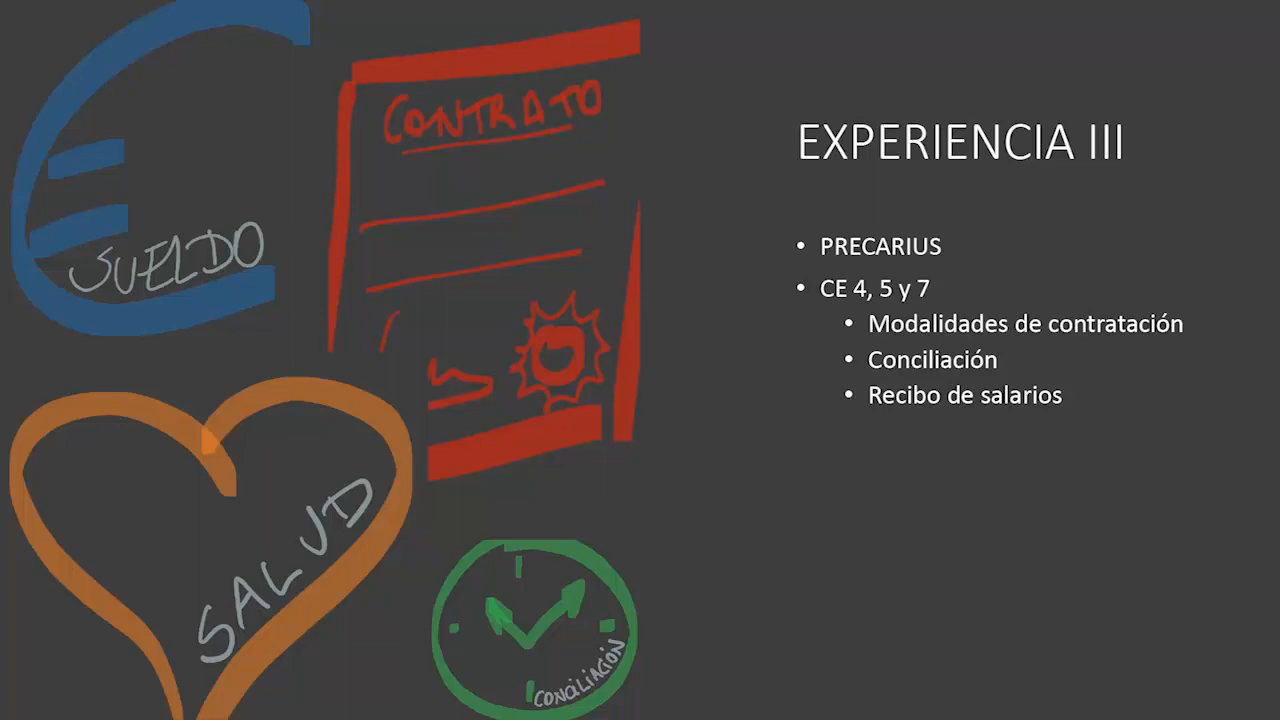 SUELDO
CONTRATO
SALUD
CONCILIACIÓN
EXPERIENCIA III
• PRECARIUS
• CE 4, 5 y 7
• Modalidades de contratación
• Conciliación
• Recibo de salarios